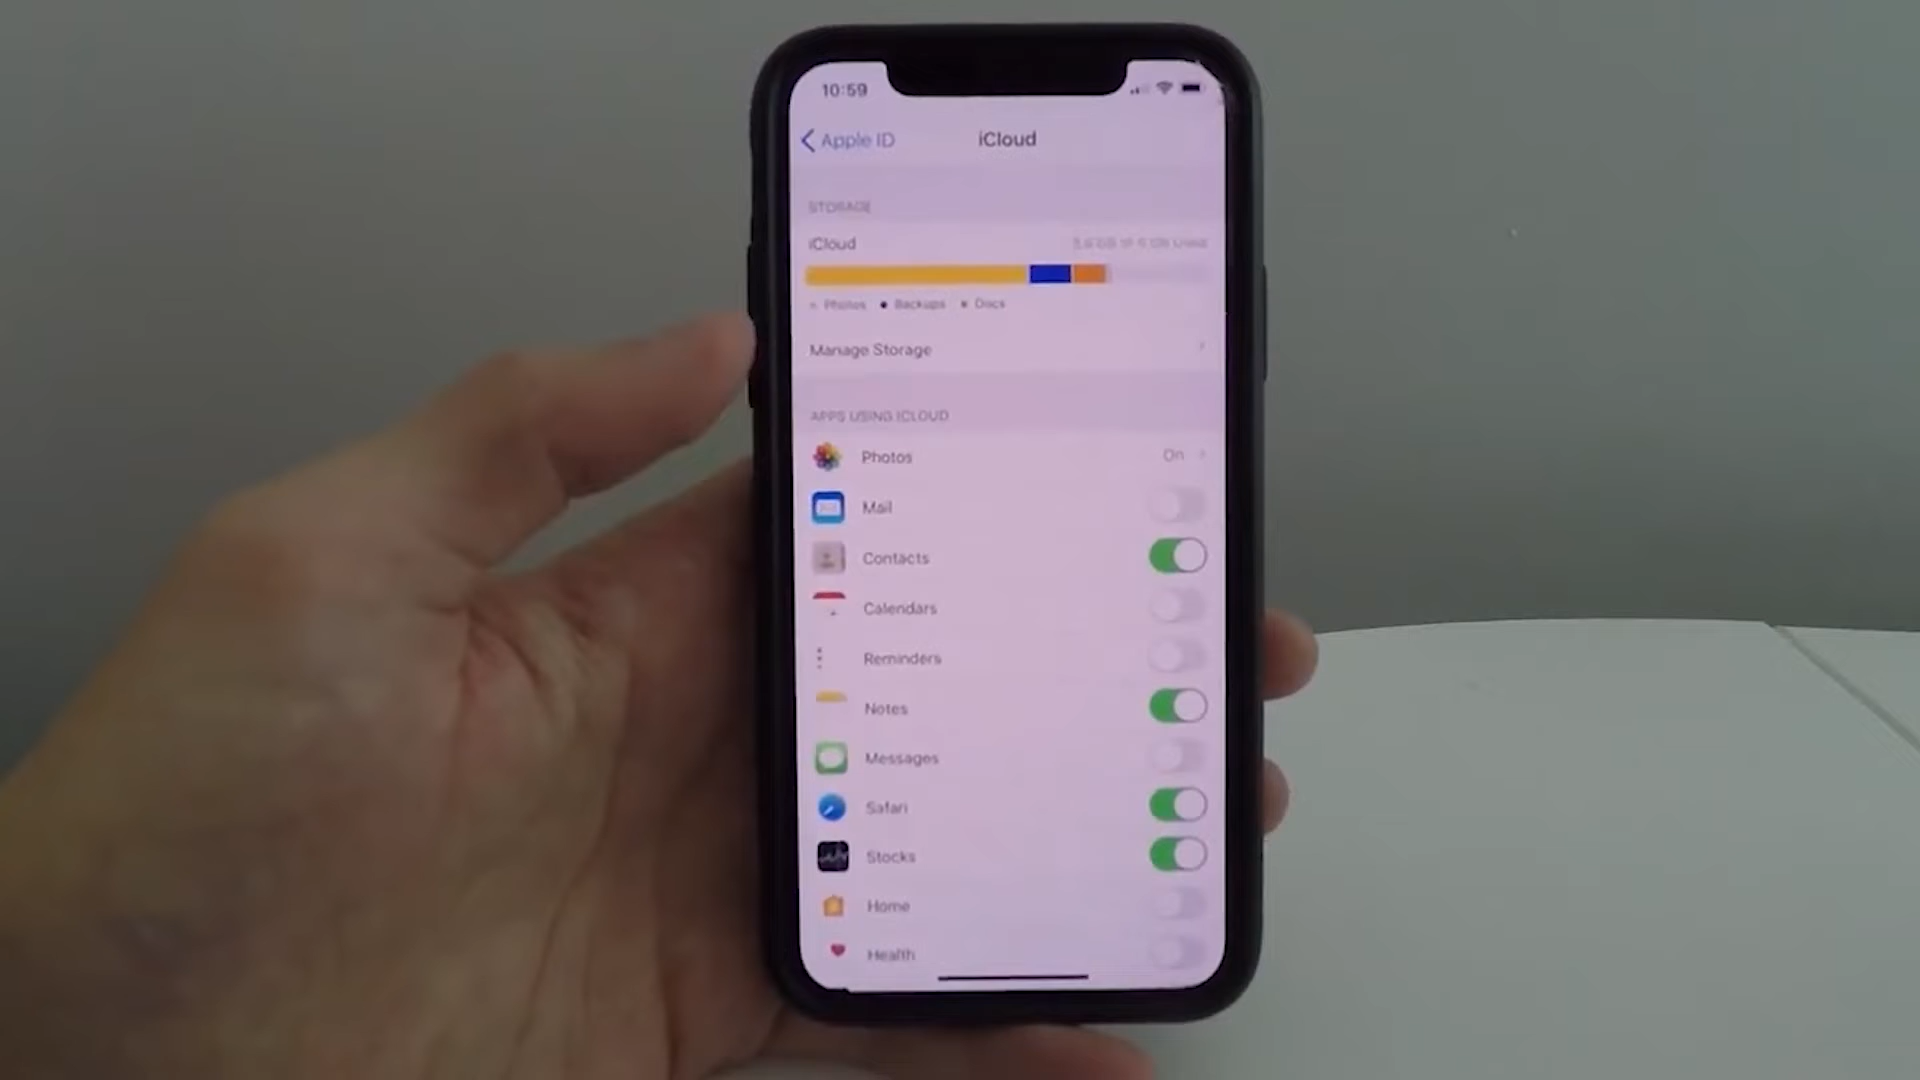 10:59
Apple ID
iCloud
STORAGE
iCloud
Photos Backups Docs
Manage Storage
APPS USING ICLOUD
Photos On
Mail
Contacts
Calendars
Reminders
Notes
Messages
Safari
Stocks
Home
Health